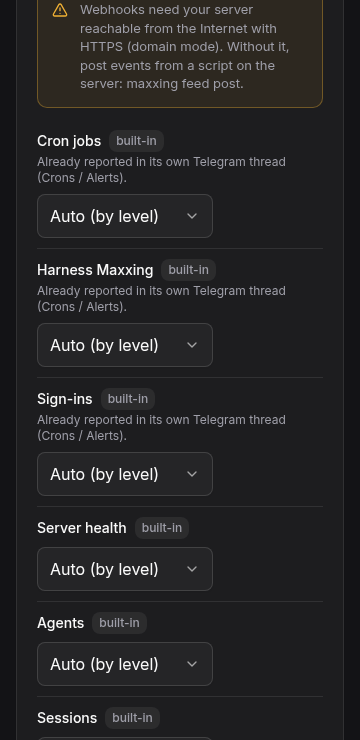 Webhooks need your server
reachable from the Internet with
HTTPS (domain mode). Without it,
post events from a script on the
server: maxxing feed post.
Cron jobs built-in
Already reported in its own Telegram thread
(Crons / Alerts).
Auto (by level)
Harness Maxxing built-in
Already reported in its own Telegram thread
(Crons / Alerts).
Auto (by level)
Sign-ins built-in
Already reported in its own Telegram thread
(Crons / Alerts).
Auto (by level)
Server health built-in
Auto (by level)
Agents built-in
Auto (by level)
Sessions built-in